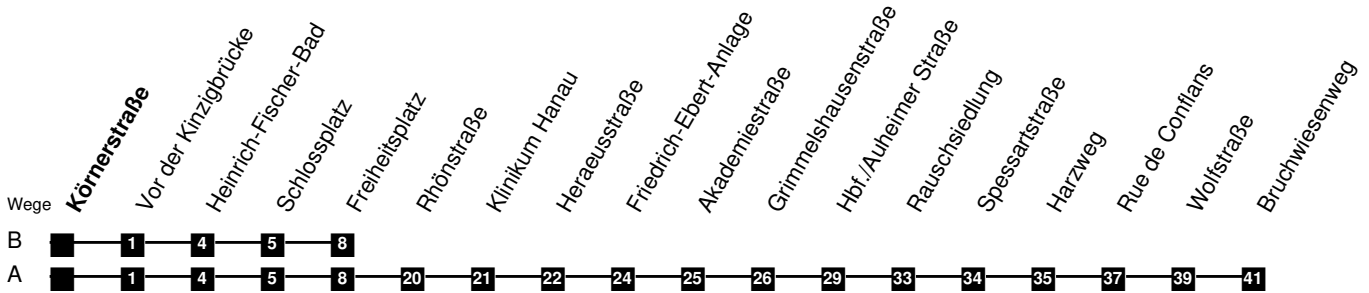 Körnerstraße
Vor der Kinzigbrücke
Heinrich-Fischer-Bad
Schlossplatz
Freiheitsplatz
Rhönstraße
Klinikum Hanau
Heraeusstraße
Friedrich-Ebert-Anlage
Akademiestraße
Grimmelshausenstraße
Hbf./Auheimer Straße
Rauschsiedlung
Spessartstraße
Harzweg
Rue de Conflans
Wolfstraße
Bruchwiesenweg
Wege
B 1 4 5 8
A 1 4 5 8 20 21 22 24 25 26 29 33 34 35 37 39 41